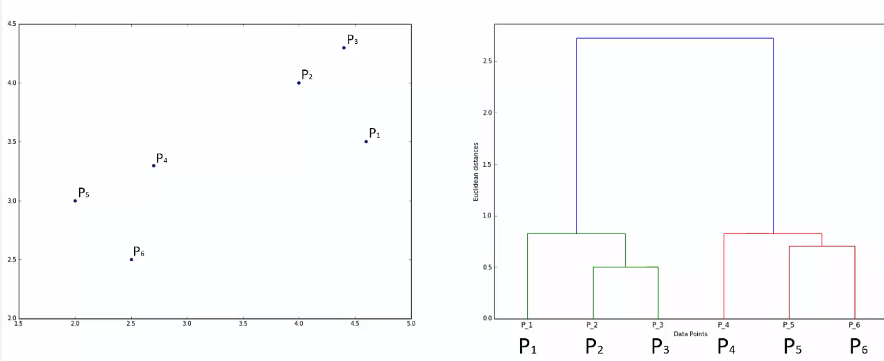 4.5
4.0
3.5
3.0
2.5
2.0
1.5
2.0
2.5
3.0
3.5
4.0
4.5
5.0
P3
P2
P1
P4
P5
P6
2.5
2.0
1.5
1.0
0.5
0.0
Euclidean distances
P_1 P_2 P_3 P_4 P_5 P_6
Data Points
P1 P2 P3 P4 P5 P6